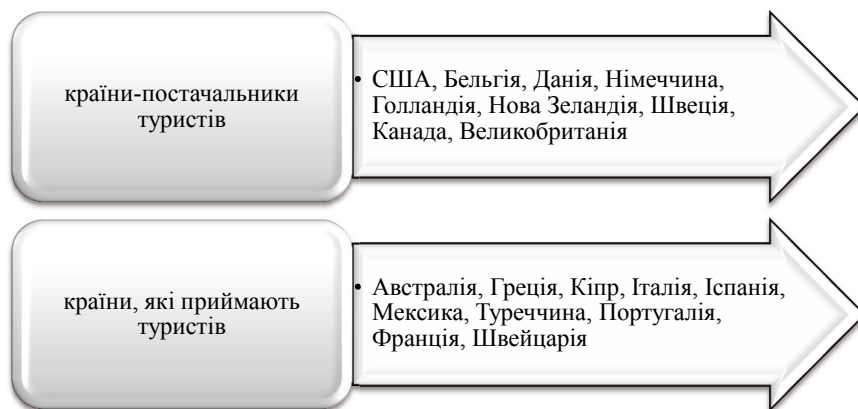 країни-постачальники
туристів
• США, Бельгія, Данія, Німеччина,
Голландія, Нова Зеландія, Швеція,
Канада, Великобританія
країни, які приймають
туристів
• Австралія, Греція, Кіпр, Італія, Іспанія,
Мексика, Туреччина, Португалія,
Франція, Швейцарія